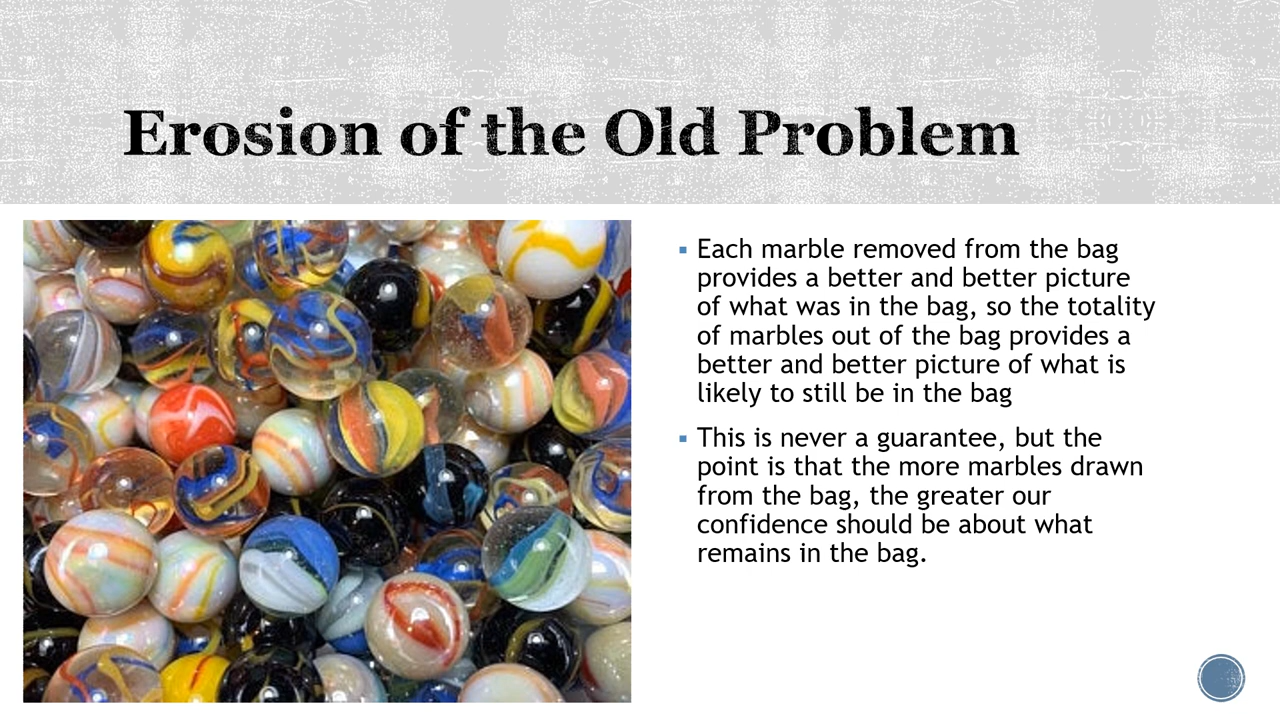 Erosion of the Old Problem
Each marble removed from the bag
provides a better and better picture
of what was in the bag, so the totality
of marbles out of the bag provides a
better and better picture of what is
likely to still be in the bag
This is never a guarantee, but the
point is that the more marbles drawn
from the bag, the greater our
confidence should be about what
remains in the bag.